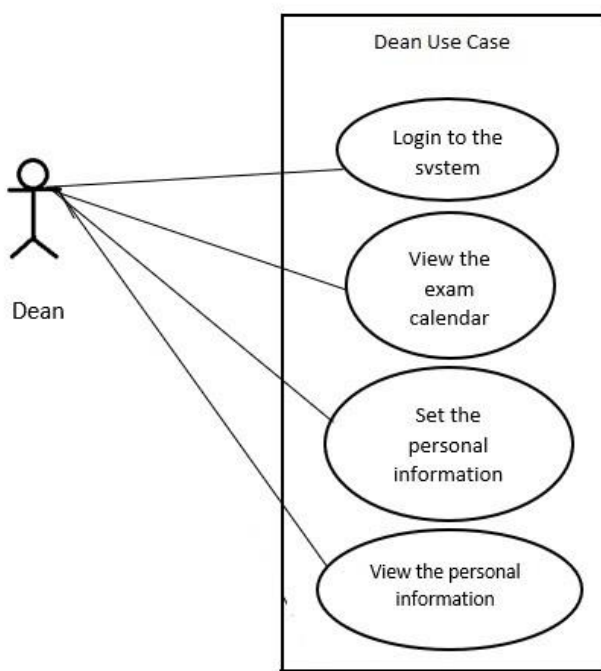 Dean Use Case
Login to the
system
View the
exam
calendar
Dean
Set the
personal
information
View the personal
information